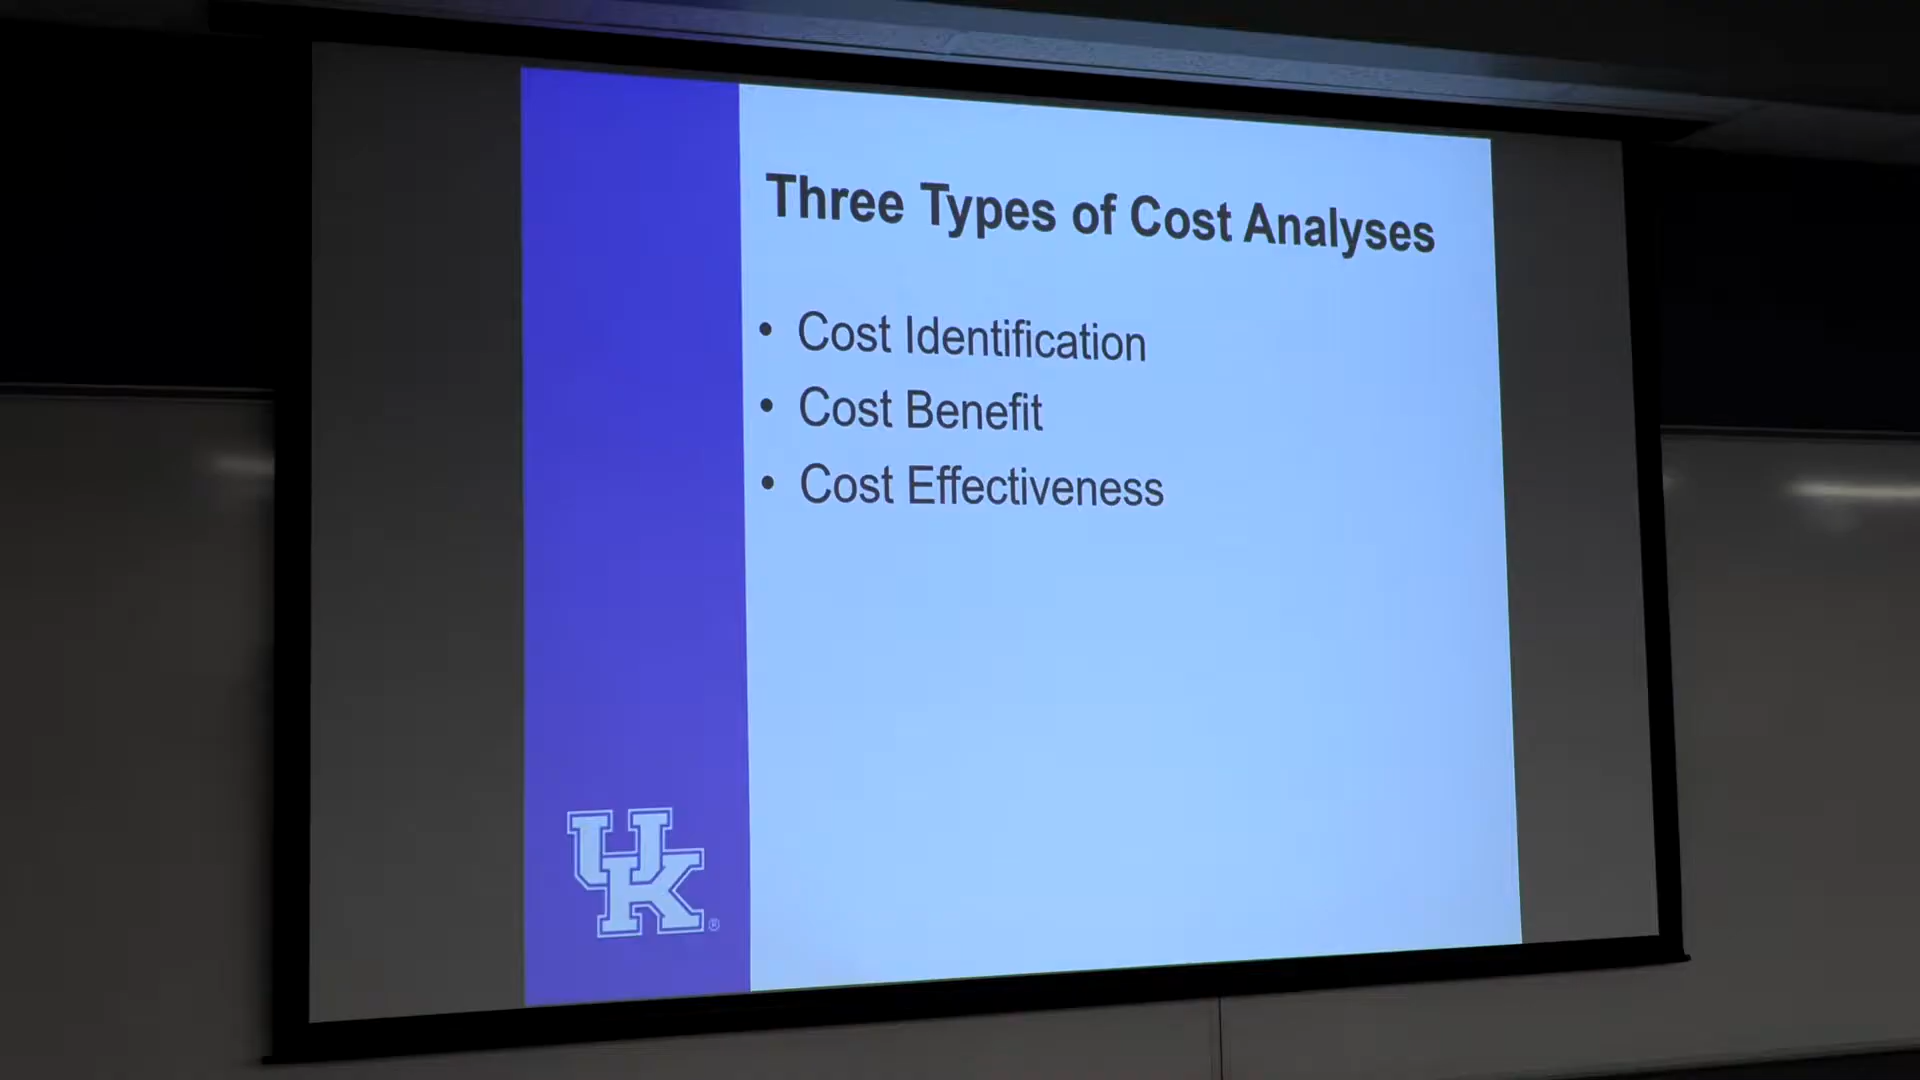 Three Types of Cost Analyses
• Cost Identification
• Cost Benefit
• Cost Effectiveness
UK®